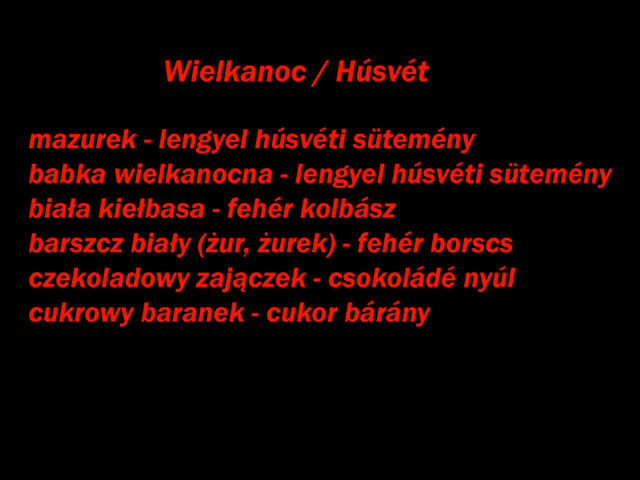 Wielkanoc / Húsvét
mazurek - lengyel húsvéti sütemény
babka wielkanocna - lengyel húsvéti sütemény
biała kiełbasa - fehér kolbász
barszcz biały (żur, żurek) - fehér borscs
czekoladowy zajączek - csokoládé nyúl
cukrowy baranek - cukor bárány